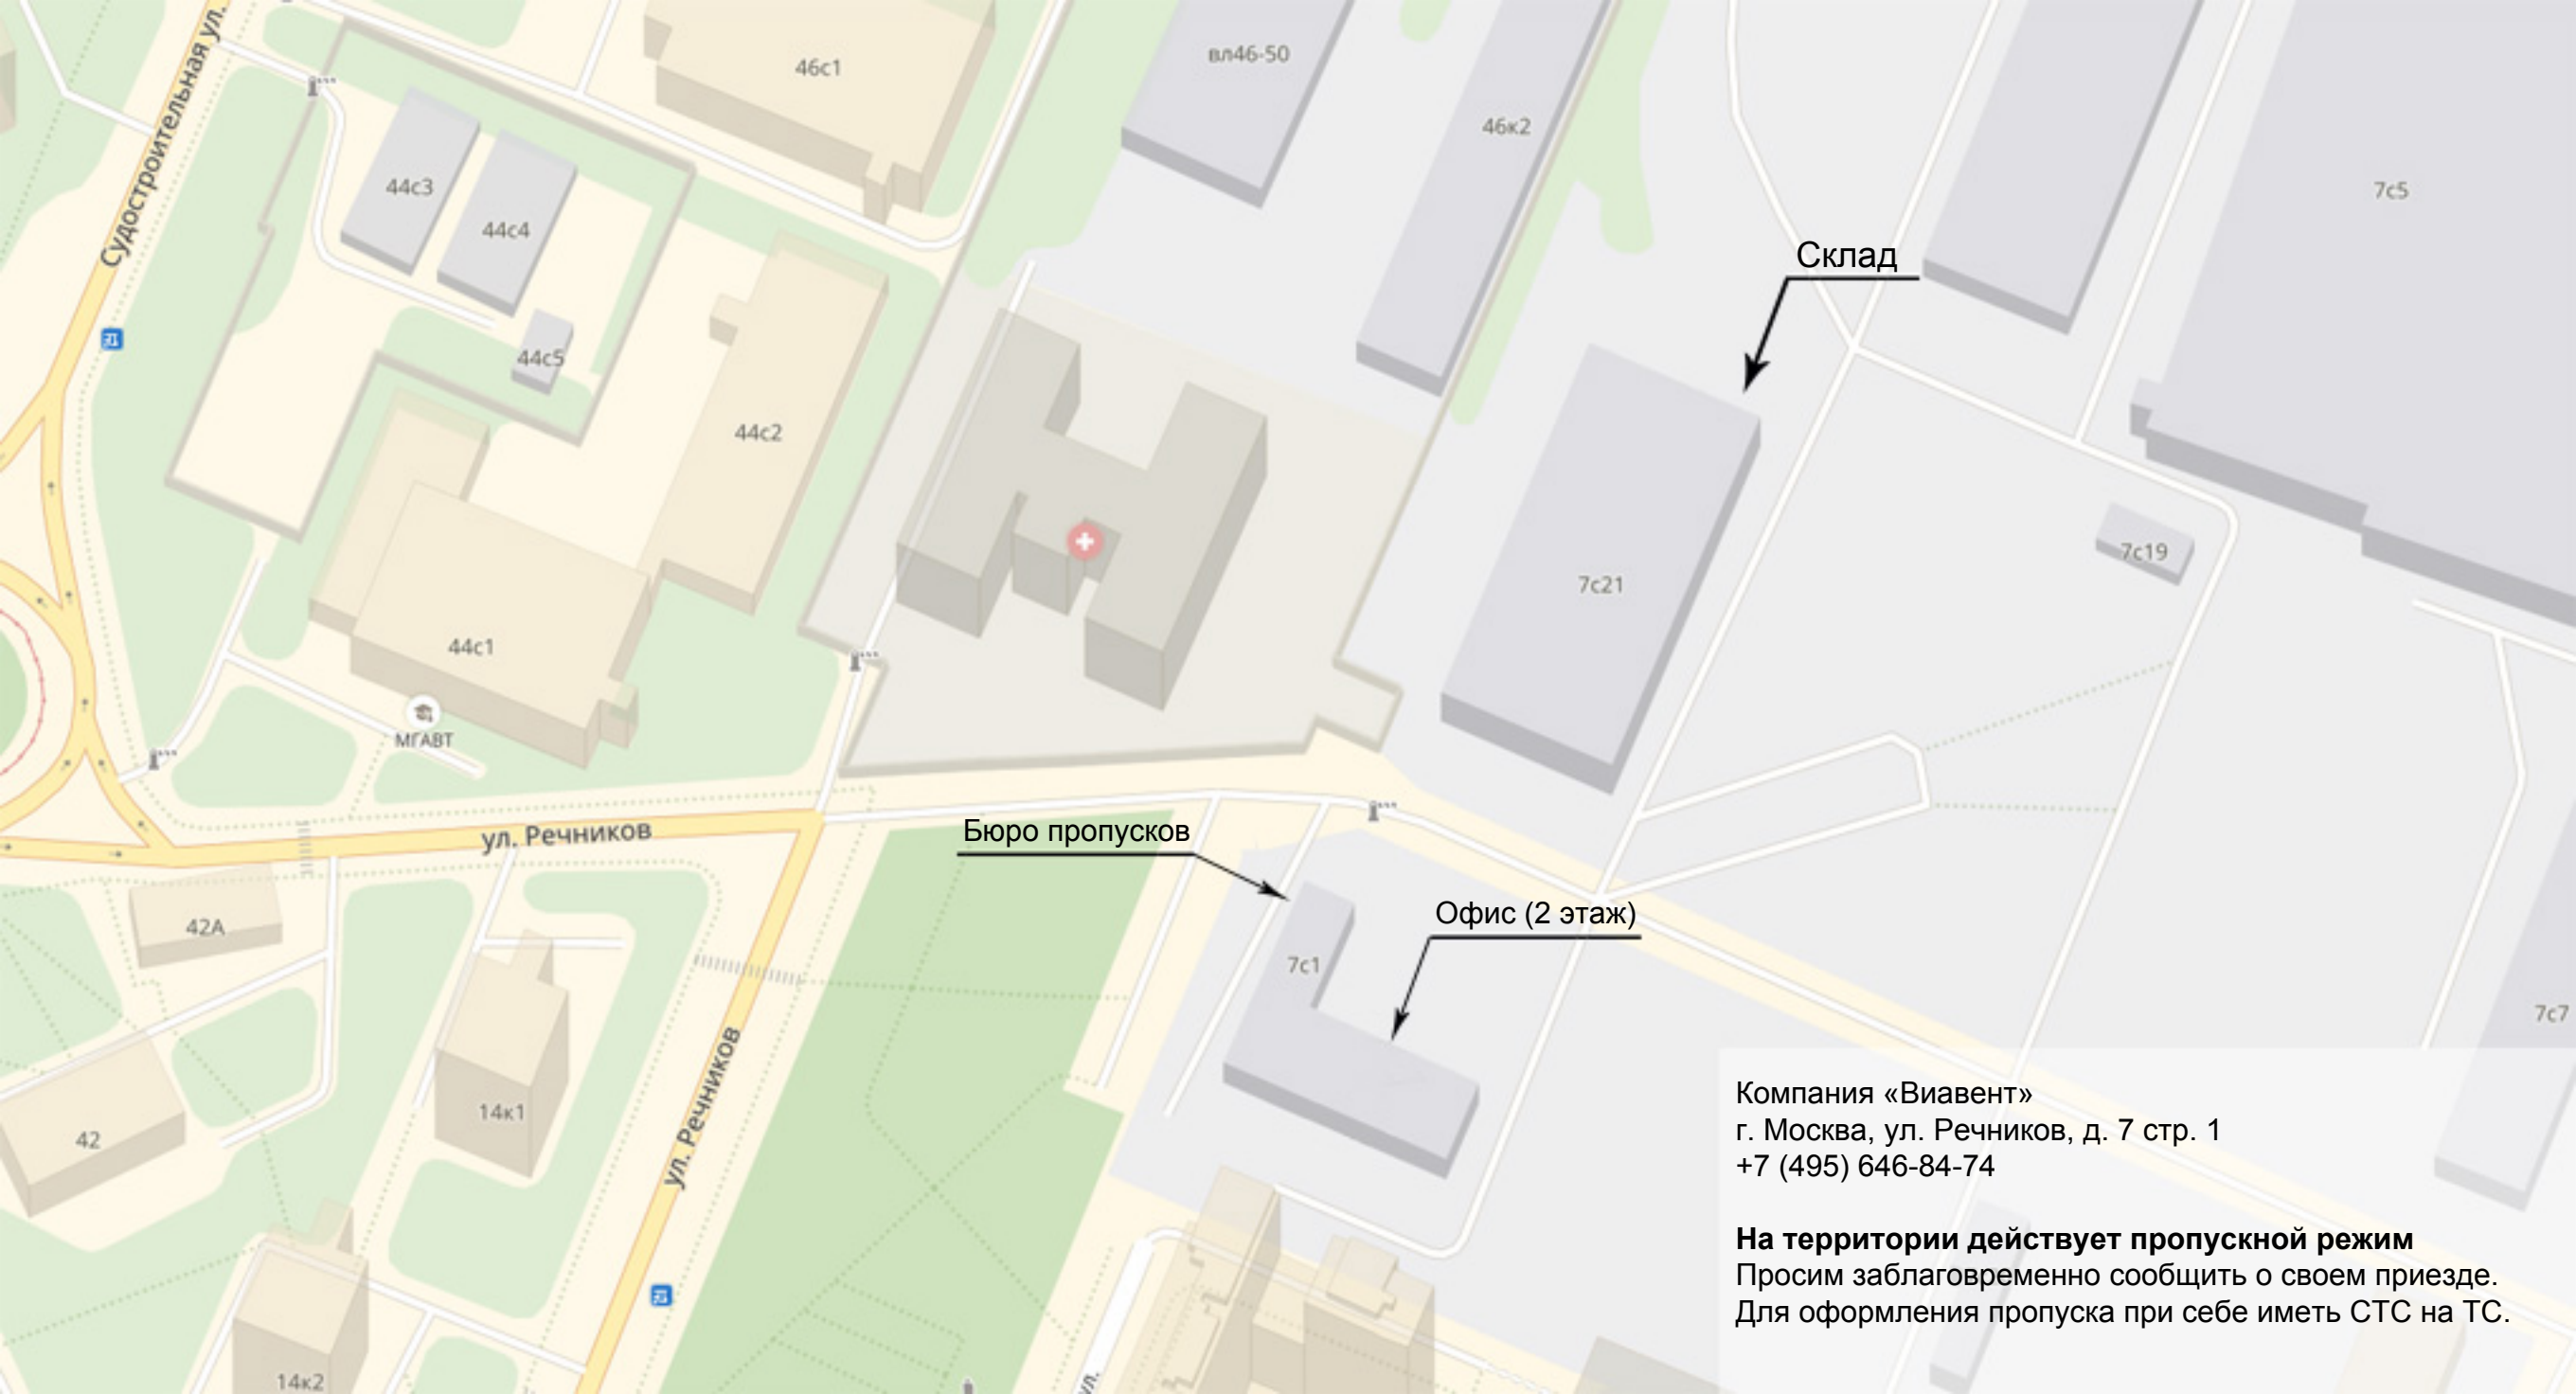 Судостроительная ул.
46с1
вл46-50
46к2
7с5
44с3
44с4
Склад
44с5
44с2
7с21
7с19
44с1
МГАВТ
ул. Речников
Бюро пропусков
Офис (2 этаж)
42А
7с1
7с7
ул. Речников
14к1
42
14к2
ул.
Компания «Виавент»
г. Москва, ул. Речников, д. 7 стр. 1
+7 (495) 646-84-74
На территории действует пропускной режим
Просим заблаговременно сообщить о своем приезде.
Для оформления пропуска при себе иметь СТС на ТС.